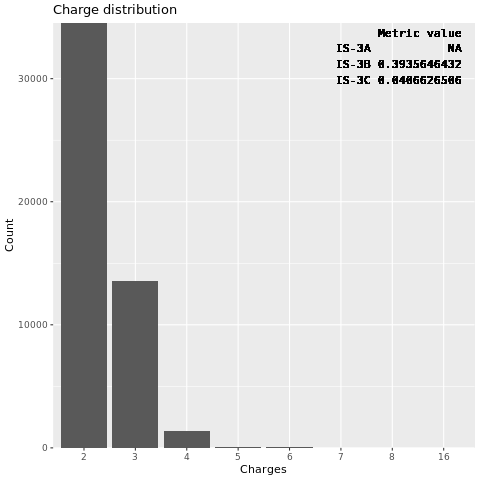 Charge distribution
Metric value
IS-3A NA
IS-3B 0.3935646432
IS-3C 0.0406626506
30000
20000
10000
0
Count
2 3 4 5 6 7 8 16
Charges